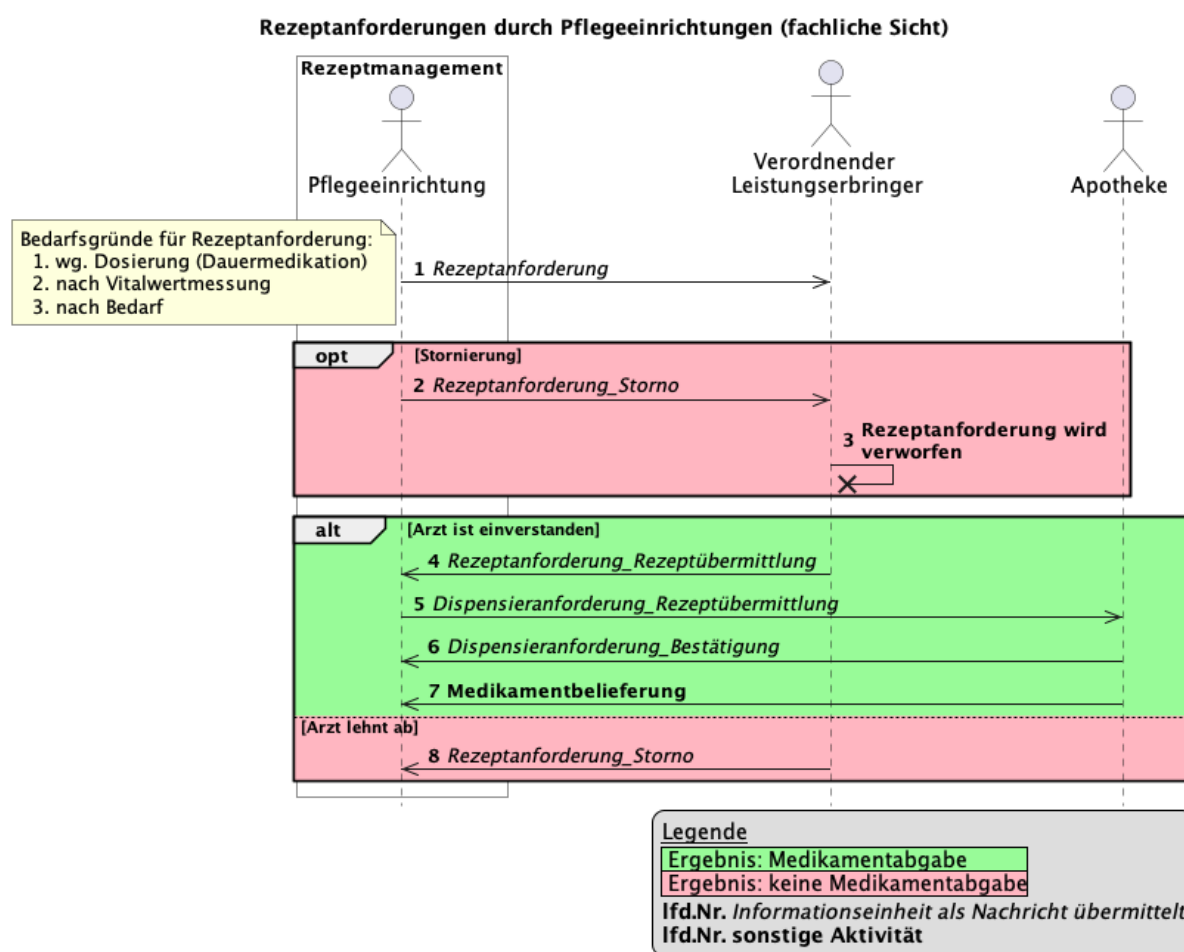 Rezeptanforderungen durch Pflegeeinrichtungen (fachliche Sicht)
Rezeptmanagement
Pflegeeinrichtung
Verordnender
Leistungserbringer
Apotheke
Bedarfsgründe für Rezeptanforderung:
1. wg. Dosierung (Dauermedikation)
2. nach Vitalwertmessung
3. nach Bedarf
1 Rezeptanforderung
opt [Stornierung]
2 Rezeptanforderung_Storno
3 Rezeptanforderung wird
verworfen
alt [Arzt ist einverstanden]
4 Rezeptanforderung_Rezeptübermittlung
5 Dispensieranforderung_Rezeptübermittlung
6 Dispensieranforderung_Bestätigung
7 Medikamentbelieferung
[Arzt lehnt ab]
8 Rezeptanforderung_Storno
Legende
Ergebnis: Medikamentabgabe
Ergebnis: keine Medikamentabgabe
lfd.Nr. Informationseinheit als Nachricht übermittelt
lfd.Nr. sonstige Aktivität